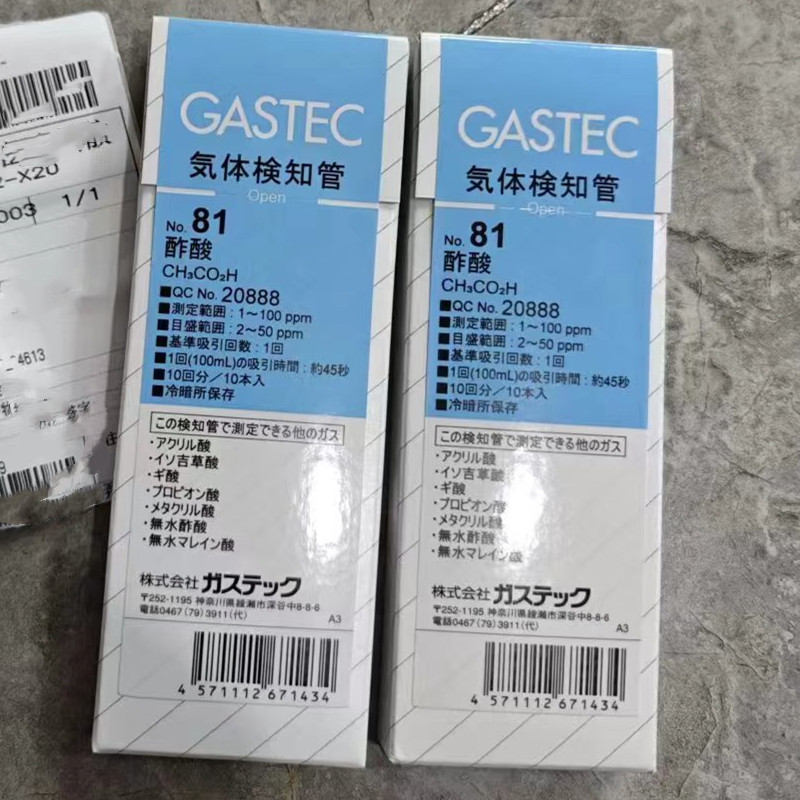 1/1
4613
GASTEC
気体検知管
Open
No. 81
酢酸
CH₃CO₂H
■QC No. 20888
■測定範囲：1〜100 ppm
■目盛範囲：2〜50 ppm
■基準吸引回数：1回
■1回(100mL)の吸引時間：約45秒
■10回分／10本入
■冷暗所保存
この検知管で測定できる他のガス
・アクリル酸
・イソ吉草酸
・ギ酸
・プロピオン酸
・メタクリル酸
・無水酢酸
・無水マレイン酸
株式会社 ガステック
〒252-1195 神奈川県綾瀬市深谷中8-8-6
電話0467(79)3911(代)
A3
4 571112 671434
GASTEC
気体検知管
Open
No. 81
酢酸
CH₃CO₂H
■QC No. 20888
■測定範囲：1〜100 ppm
■目盛範囲：2〜50 ppm
■基準吸引回数：1回
■1回(100mL)の吸引時間：約45秒
■10回分／10本入
■冷暗所保存
この検知管で測定できる他のガス
・アクリル酸
・イソ吉草酸
・ギ酸
・プロピオン酸
・メタクリル酸
・無水酢酸
・無水マレイン酸
株式会社 ガステック
〒252-1195 神奈川県綾瀬市深谷中8-8-6
電話0467(79)3911(代)
A3
4 571112 671434